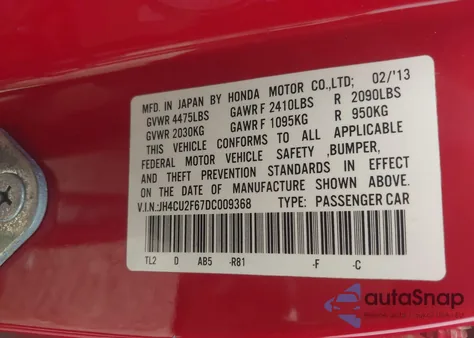 MFD. IN JAPAN BY HONDA MOTOR CO.,LTD; 02/'13
GVWR 4475LBS GAWR F 2410LBS R 2090LBS
GVWR 2030KG GAWR F 1095KG R 950KG
THIS VEHICLE CONFORMS TO ALL APPLICABLE
FEDERAL MOTOR VEHICLE SAFETY ,BUMPER,
AND THEFT PREVENTION STANDARDS IN EFFECT
ON THE DATE OF MANUFACTURE SHOWN ABOVE.
V.I.N.:JH4CU2F67DC009368 TYPE: PASSENGER CAR
TL2 D AB5 -R81 -F -C
autoSnap